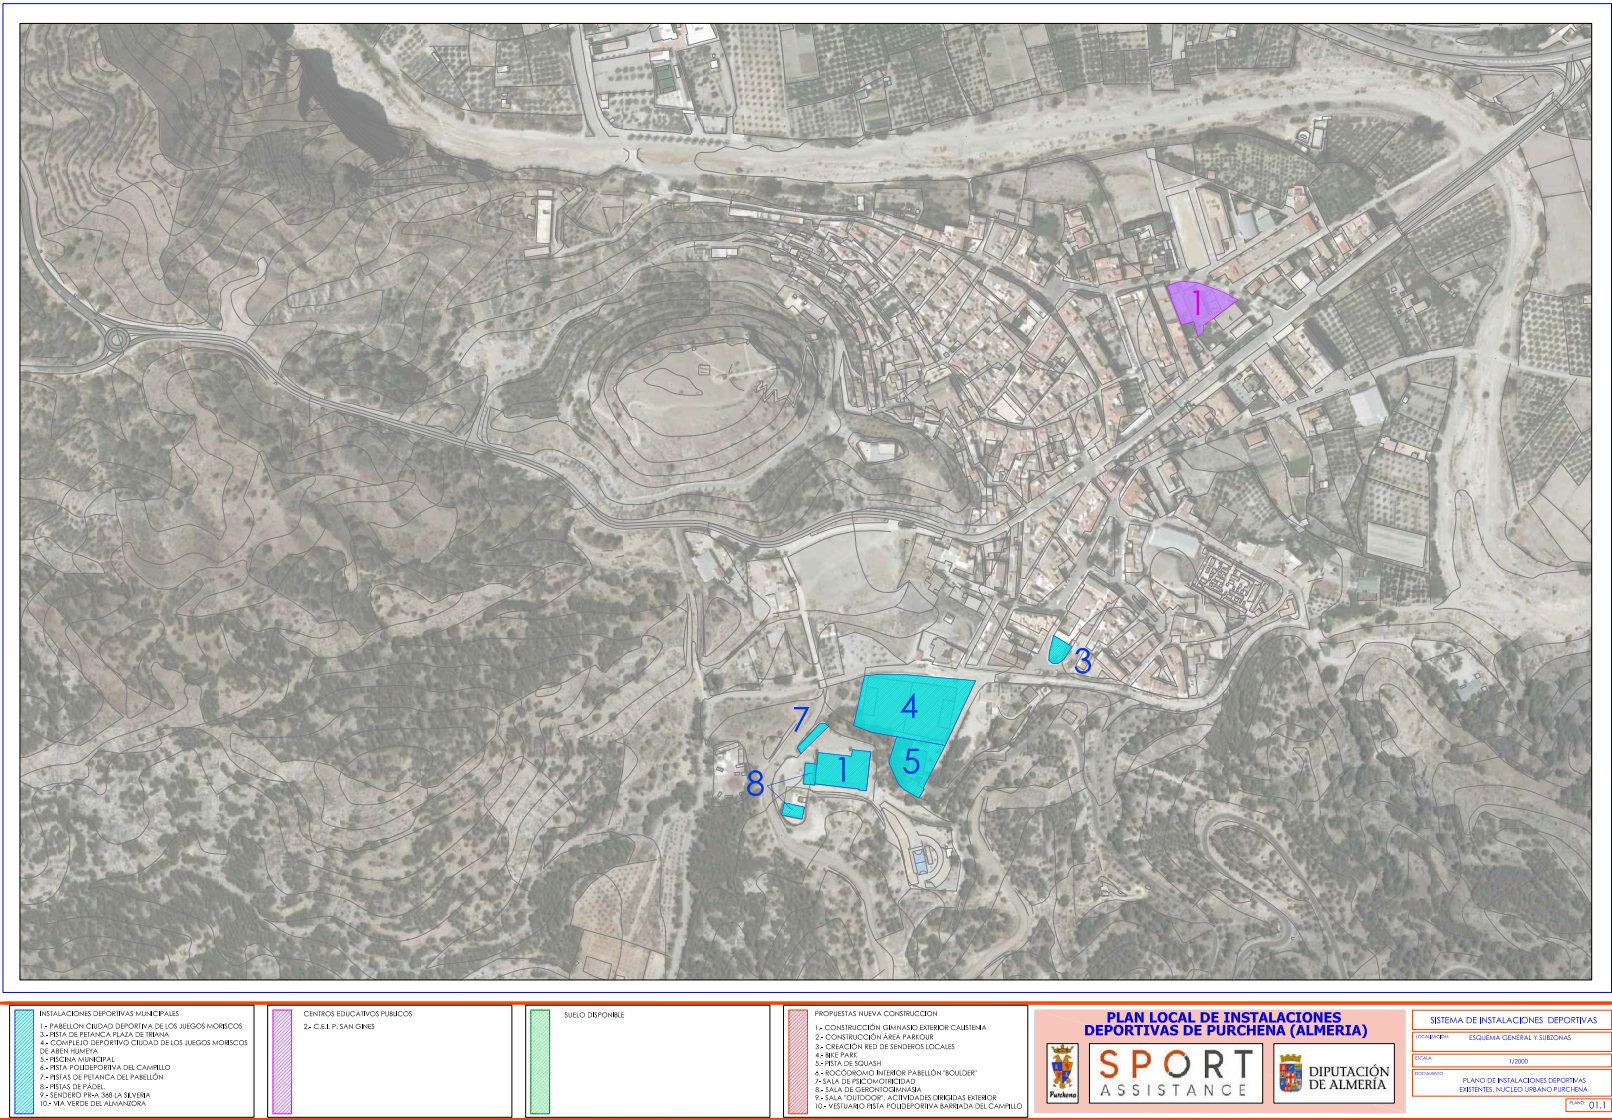 1
3
4
7
5
1
8
INSTALACIONES DEPORTIVAS MUNICIPALES
1.- PABELLON CIUDAD DEPORTIVA DE LOS JUEGOS MORISCOS
3.- PISTA DE PETANCA PLAZA DE TRIANA
4.- COMPLEJO DEPORTIVO CIUDAD DE LOS JUEGOS MORISCOS
DE ABEN HUMEYA
5.- PISCINA MUNICIPAL
6.- PISTA POLIDEPORTIVA DEL CAMPILLO
7.- PISTAS DE PETANCA DEL PABELLÓN
8.- PISTAS DE PÁDEL
9.- SENDERO PR-A 368 LA SILVERIA
10.- VIA VERDE DEL ALMANZORA
CENTROS EDUCATIVOS PUBLICOS
2.- C.E.I. P. SAN GINES
SUELO DISPONIBLE
PROPUESTAS NUEVA CONSTRUCCION
1.- CONSTRUCCIÓN GIMNASIO EXTERIOR CALISTENIA
2.- CONSTRUCCIÓN ÁREA PARKOUR
3.- CREACIÓN RED DE SENDEROS LOCALES
4.- BIKE PARK
5.- PISTA DE SQUASH
6.- ROCÓDROMO INTERIOR PABELLÓN "BOULDER"
7.- SALA DE PSICOMOTRICIDAD
8.- SALA DE GERONTOGIMNASIA
9.- SALA "OUTDOOR". ACTIVIDADES DIRIGIDAS EXTERIOR
10.- VESTUARIO PISTA POLIDEPORTIVA BARRIADA DEL CAMPILLO
PLAN LOCAL DE INSTALACIONES
DEPORTIVAS DE PURCHENA (ALMERIA)
Purchena
SPORT
ASSISTANCE
DIPUTACIÓN
DE ALMERÍA
SISTEMA DE INSTALACIONES DEPORTIVAS
LOCALIZACIÓN: ESQUEMA GENERAL Y SUBZONAS
ESCALA: 1/2000
DOCUMENTO:
PLANO DE INSTALACIONES DEPORTIVAS
EXISTENTES. NUCLEO URBANO PURCHENA
PLANO: 01.1